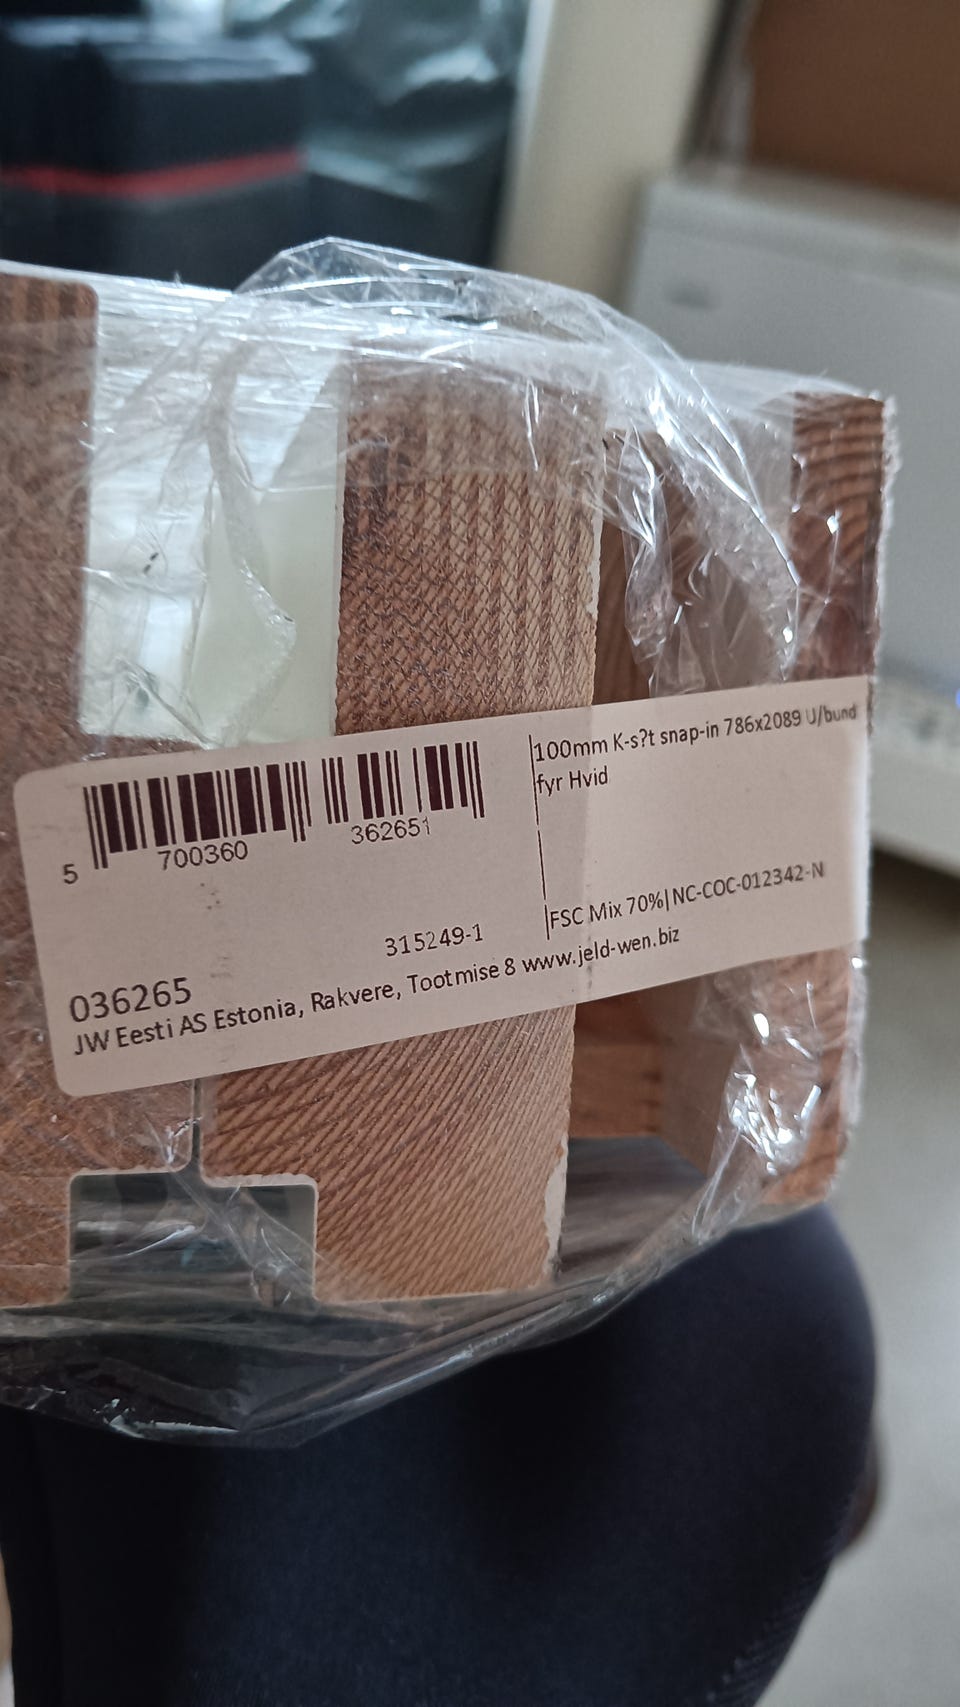 100mm K-s?t snap-in 786x2089 U/bund
fyr Hvid
5 700360 362651
FSC Mix 70%| NC-COC-012342-N
315249-1
036265
JW Eesti AS Estonia, Rakvere, Tootmise 8 www.jeld-wen.biz